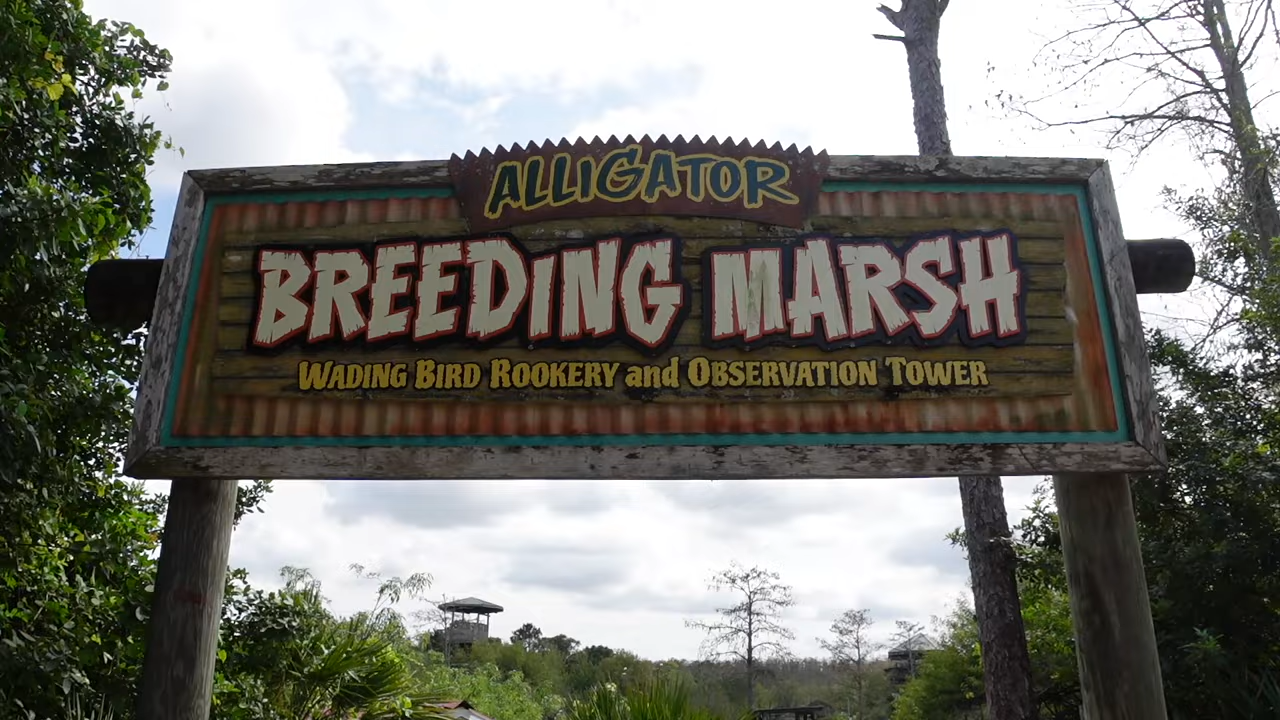 ALLIGATOR
BREEDING MARSH
WADING BIRD ROOKERY and OBSERVATION TOWER